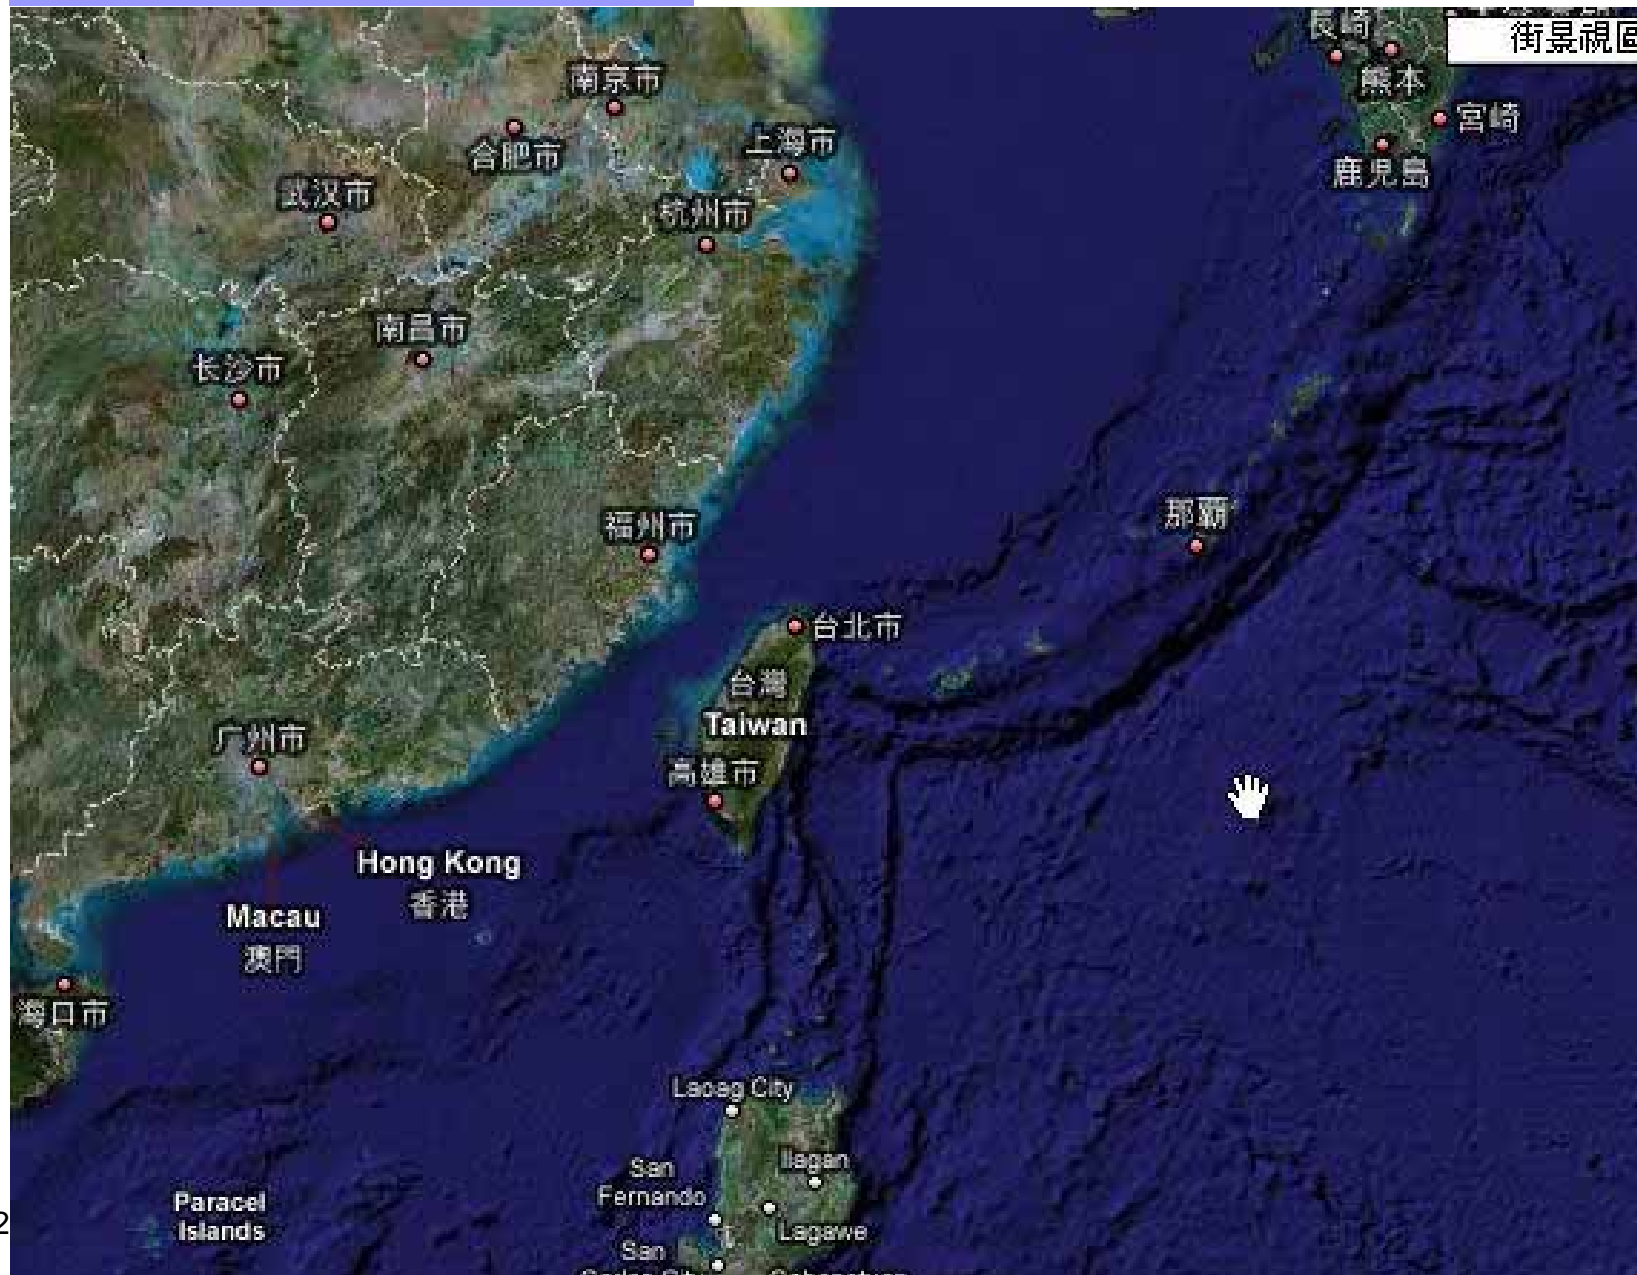 長崎
街景視
熊本
宮崎
鹿児島
南京市
合肥市
上海市
武汉市
杭州市
南昌市
长沙市
福州市
那覇
台北市
台灣
Taiwan
高雄市
广州市
Hong Kong
香港
Macau
澳門
海口市
Laoag City
Ilagan
San
Fernando
Lagawe
Paracel
Islands
2
San